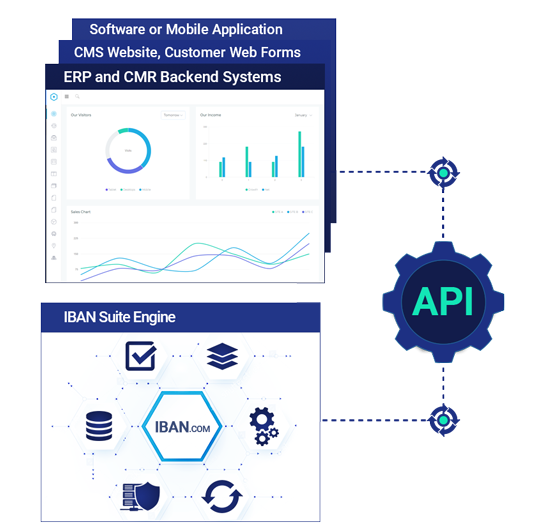 Software or Mobile Application
CMS Website, Customer Web Forms
ERP and CMR Backend Systems
Our Visitors
Our Income
Sales Chart
API
IBAN Suite Engine
IBAN.COM